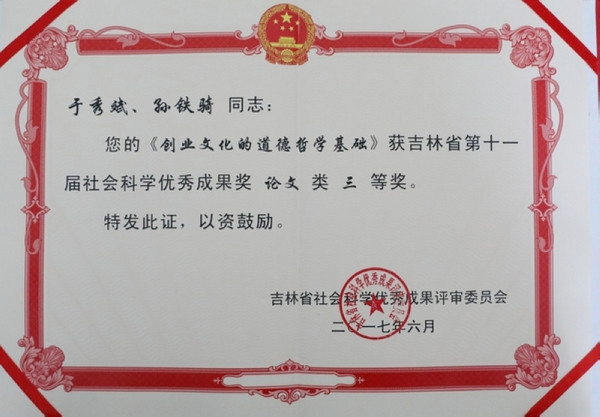 于秀斌、孙铁骑 同志：
您的《创业文化的道德哲学基础》获吉林省第十一
届社会科学优秀成果奖 论文 类 三 等奖。
特发此证，以资鼓励。
吉林省社会科学优秀成果评审委员会
二〇一七年六月